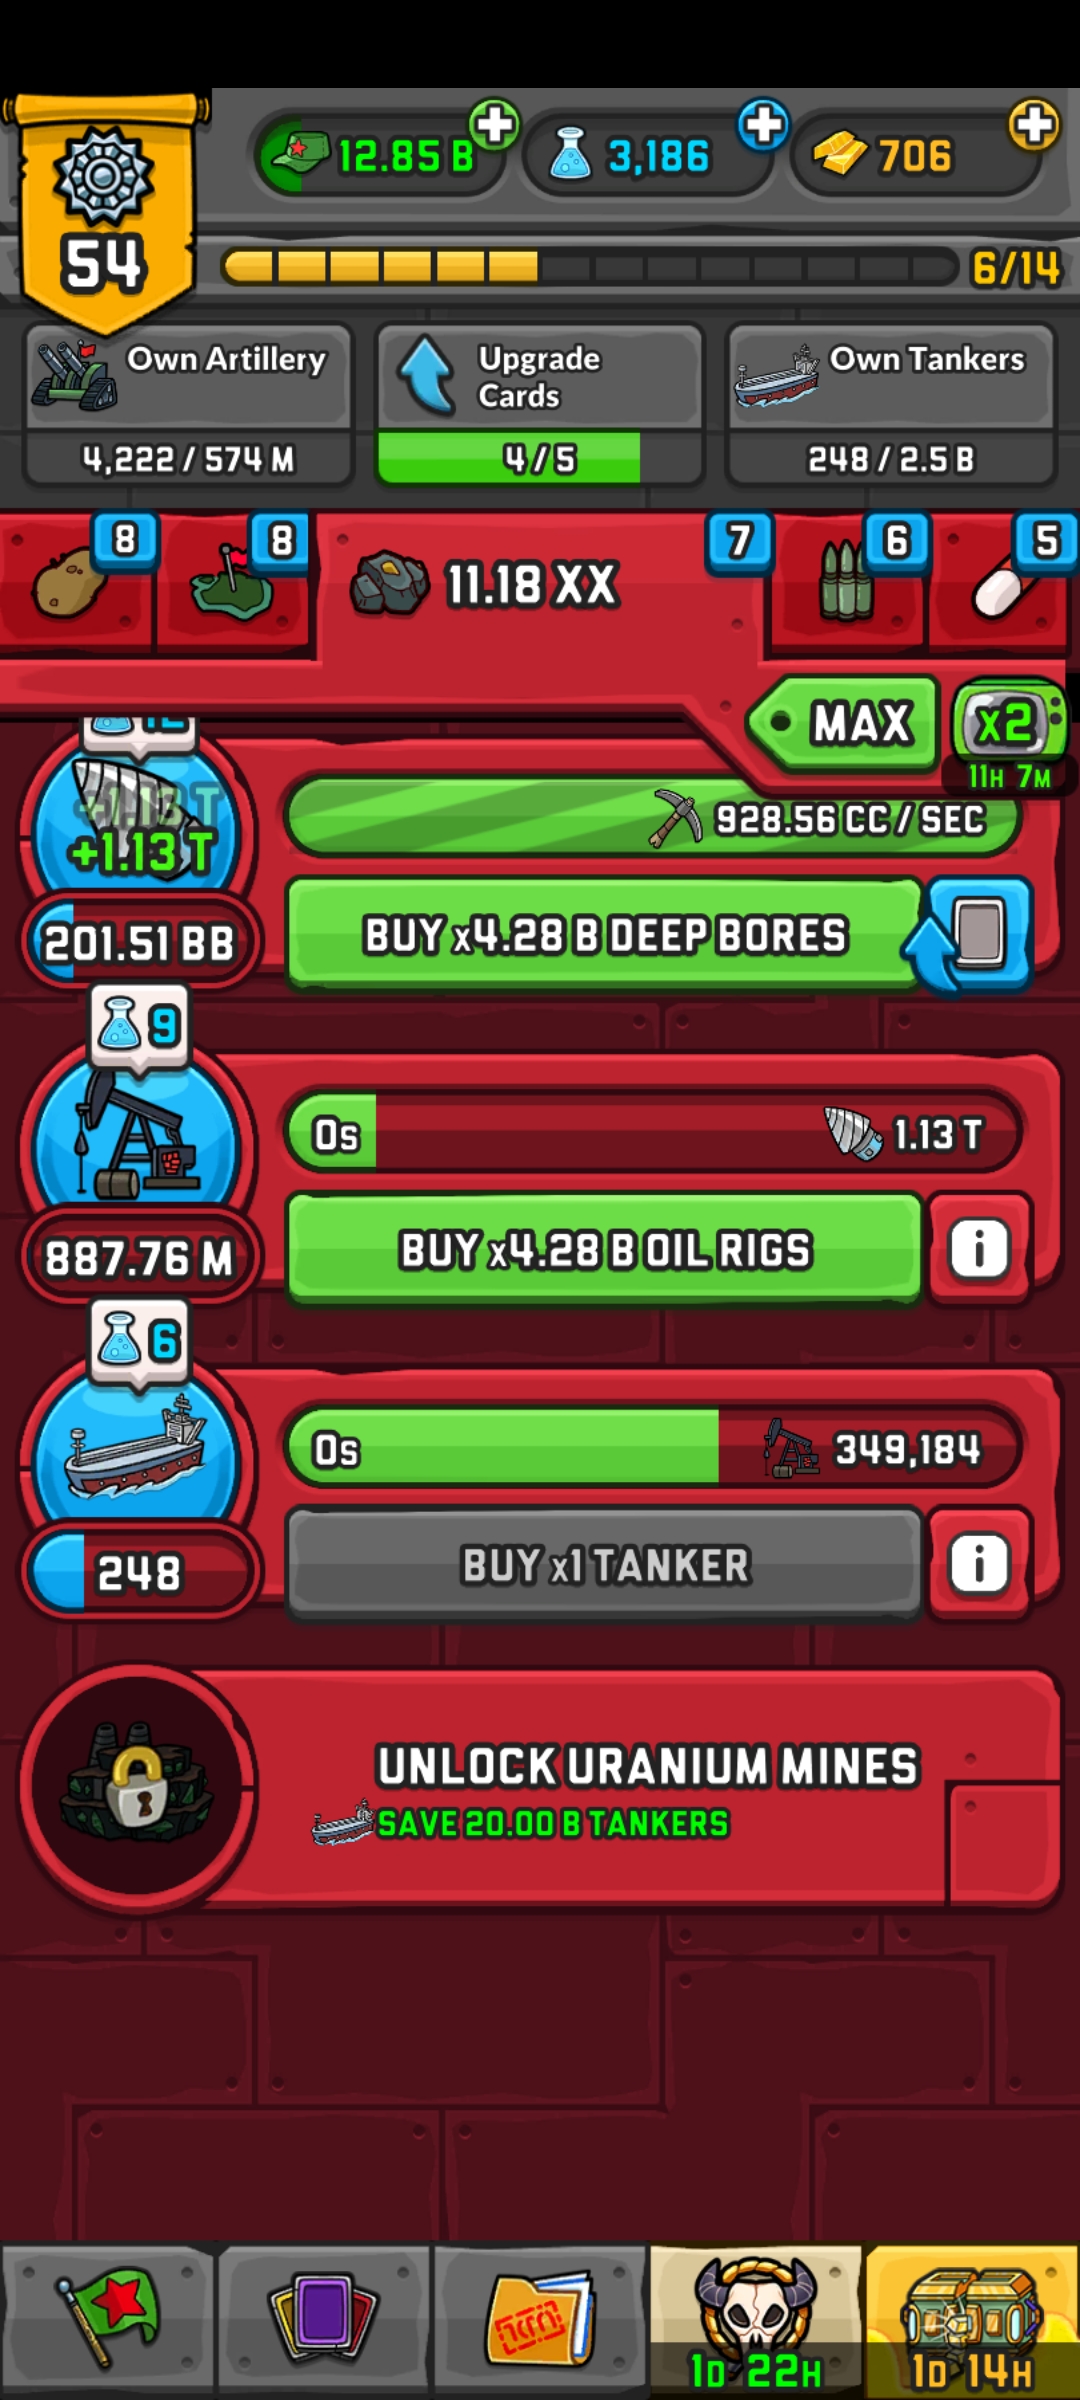 12.85 B
3,186
706
54
6/14
Own Artillery
4,222 / 574 M
Upgrade
Cards
4 / 5
Own Tankers
248 / 2.5 B
8
8
11.18 XX
7
6
5
MAX
x2
11H 7M
12
+1.13 T
+1.13 T
928.56 CC / SEC
201.51 BB
BUY x4.28 B DEEP BORES
9
0s
1.13 T
887.76 M
BUY x4.28 B OIL RIGS
i
6
0s
349,184
248
BUY x1 TANKER
i
UNLOCK URANIUM MINES
SAVE 20.00 B TANKERS
1D 22H
1D 14H